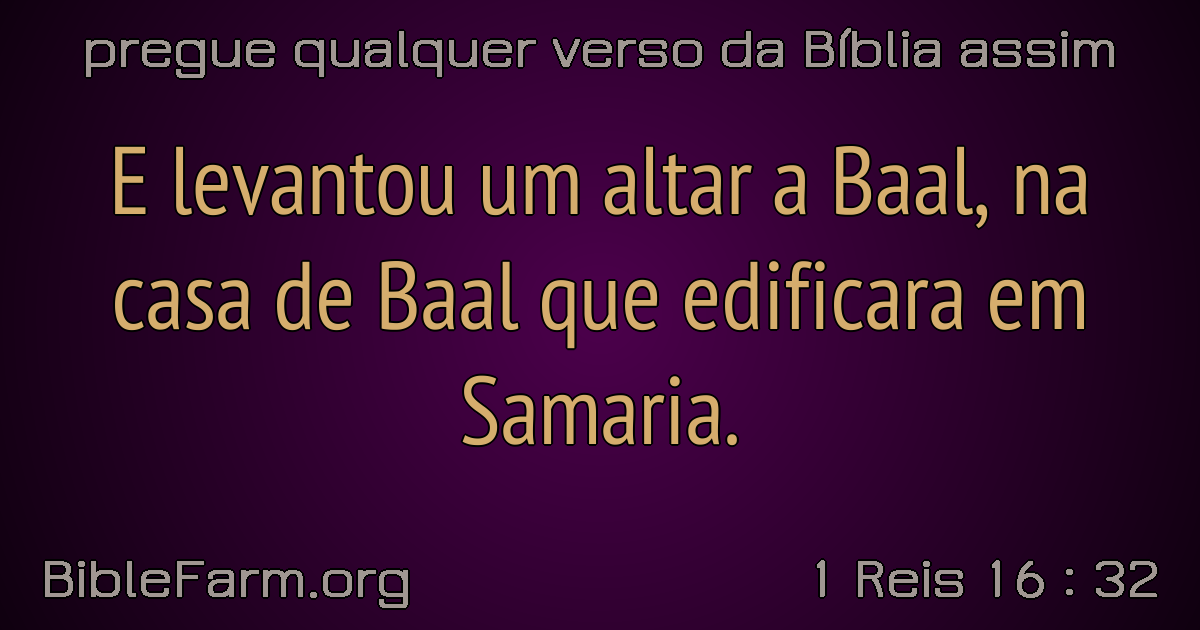 pregue qualquer verso da Bíblia assim
E levantou um altar a Baal, na
casa de Baal que edificara em
Samaria.
BibleFarm.org
1 Reis 16 : 32